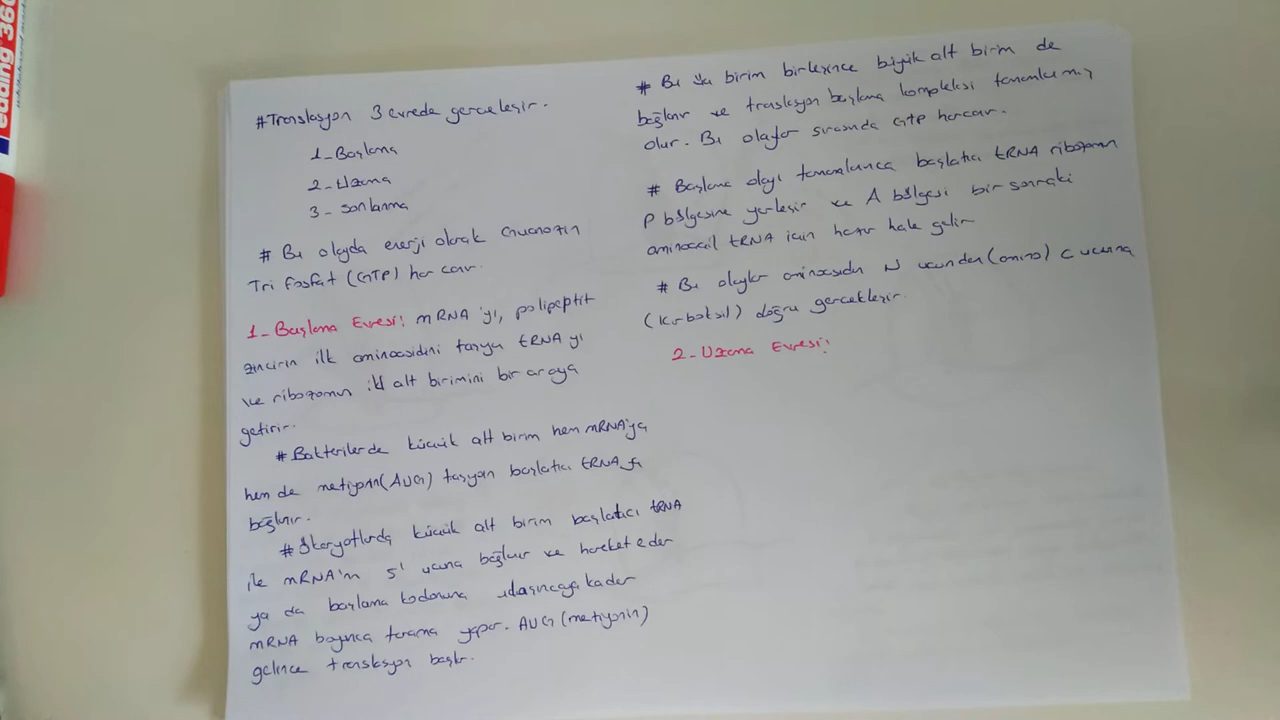 edding 360
#Translasyon 3 evrede gerçekleşir.
1-Başlama
2-Uzama
3-Sonlanma
# Bu olayda enerji olarak Guanozin
Tri fosfat (GTP) harcar.
1-Başlama Evresi: mRNA'yı, polipeptit
zincirin ilk aminoasidini taşıyan tRNA'yı
ve ribozomun iki alt birimini bir araya
getirir.
#Bakterilerde küçük alt birim hem mRNA'ya
hem de metiyonin(AUG) taşıyan başlatıcı tRNA'ya
bağlanır.
#Ökaryotlarda küçük alt birim başlatıcı tRNA
ile mRNA'nın 5' ucuna bağlanır ve hareket eder
ya da başlama kodonuna ulaşıncaya kadar
mRNA boyunca tarama yapar. AUG (metiyonin)
gelince translasyon başlar.
# Bu iki birim birleşince büyük alt birim de
bağlanır ve translasyon başlama kompleksi tamamlanmış
olur. Bu olaylar sırasında GTP harcar.
# Başlama olayı tamamlanınca başlatıcı tRNA ribozomun
P bölgesine yerleşir ve A bölgesi bir sonraki
aminoaçil tRNA için hazır hale gelir
# Bu olaylar aminoasidin N ucundan (amino) C ucuna
(karboksil) doğru gerçekleşir.
2-Uzama Evresi: